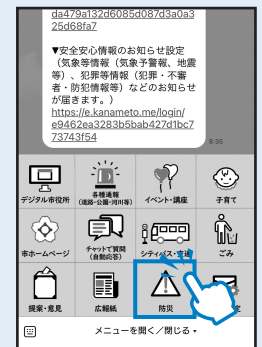 da479a132d6085d087d3a0a3
25d68fa7
▼安全安心情報のお知らせ設定
（気象等情報（気象予警報、地震
等）、犯罪等情報（犯罪・不審
者・防犯情報等）などのお知らせ
が届きます。）
https://e.kanameto.me/login/
e9462ea3283b5bab427d1bc7
73743f54
8:35
デジタル市役所
各種通報
（道路・公園・河川等）
イベント・講座
子育て
市ホームページ
チャットで質問
（自動応答）
シティバス・交通
ごみ
提案・意見
広報紙
防災
メニューを開く／閉じる▾